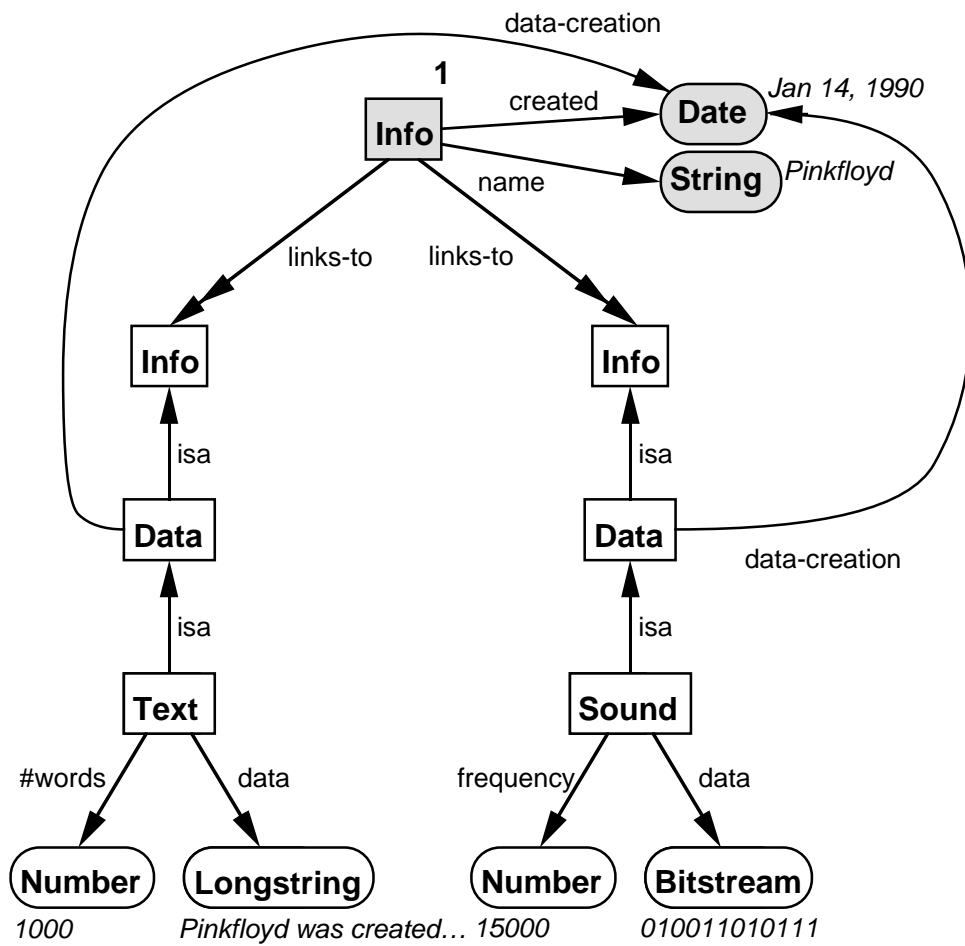 data-creation
1
Jan 14, 1990
created
Date
Info
name
String
Pinkfloyd
links-to
links-to
Info
Info
isa
isa
Data
Data
data-creation
isa
isa
Text
Sound
#words
data
frequency
data
Number
Longstring
Number
Bitstream
1000
Pinkfloyd was created…
15000
010011010111